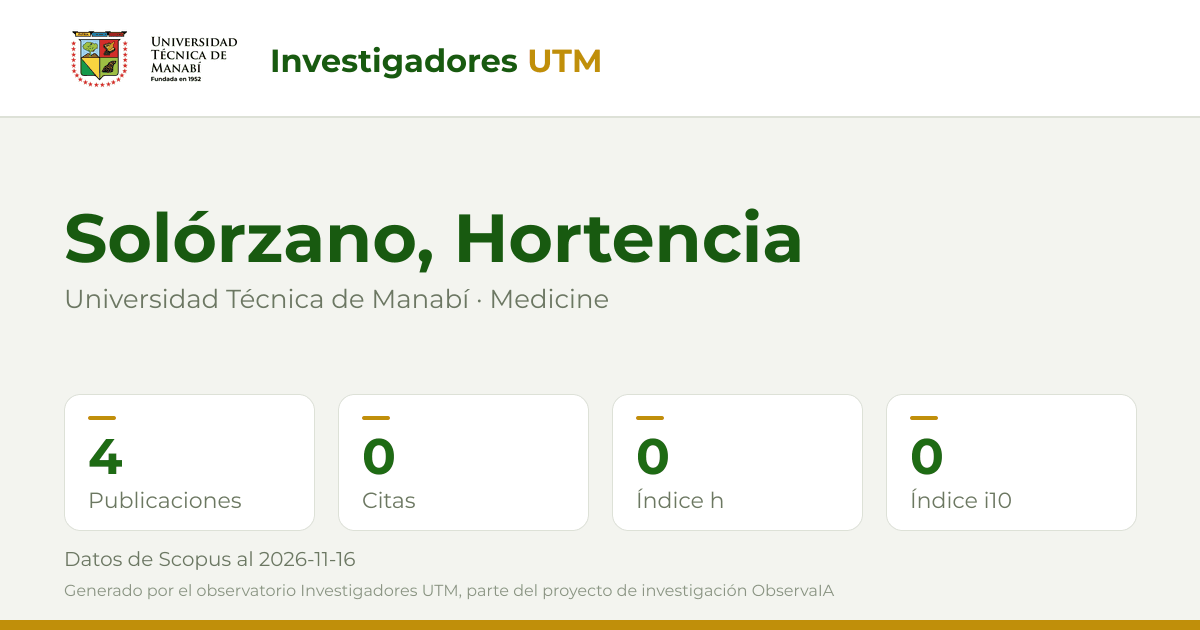 UNIVERSIDAD
TÉCNICA DE
MANABÍ
Fundada en 1952
Investigadores UTM
Solórzano, Hortencia
Universidad Técnica de Manabí · Medicine
4
Publicaciones
0
Citas
0
Índice h
0
Índice i10
Datos de Scopus al 2026-11-16
Generado por el observatorio Investigadores UTM, parte del proyecto de investigación ObservaIA